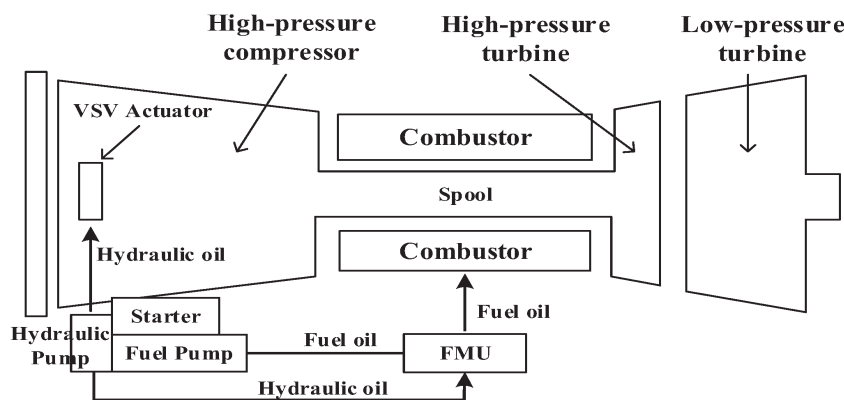 High-pressure
compressor
High-pressure
turbine
Low-pressure
turbine
VSV Actuator
Combustor
Spool
Combustor
Hydraulic oil
Fuel oil
Starter
Hydraulic
Pump
Fuel Pump
Fuel oil
FMU
Hydraulic oil